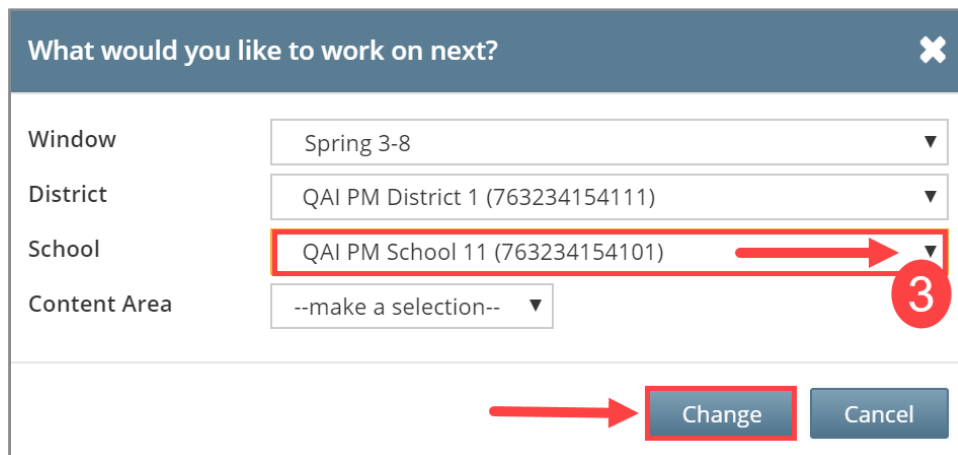 What would you like to work on next? ✖
Window Spring 3-8 ▼
District QAI PM District 1 (763234154111) ▼
School QAI PM School 11 (763234154101) ▼
3
Content Area --make a selection-- ▼
Change Cancel